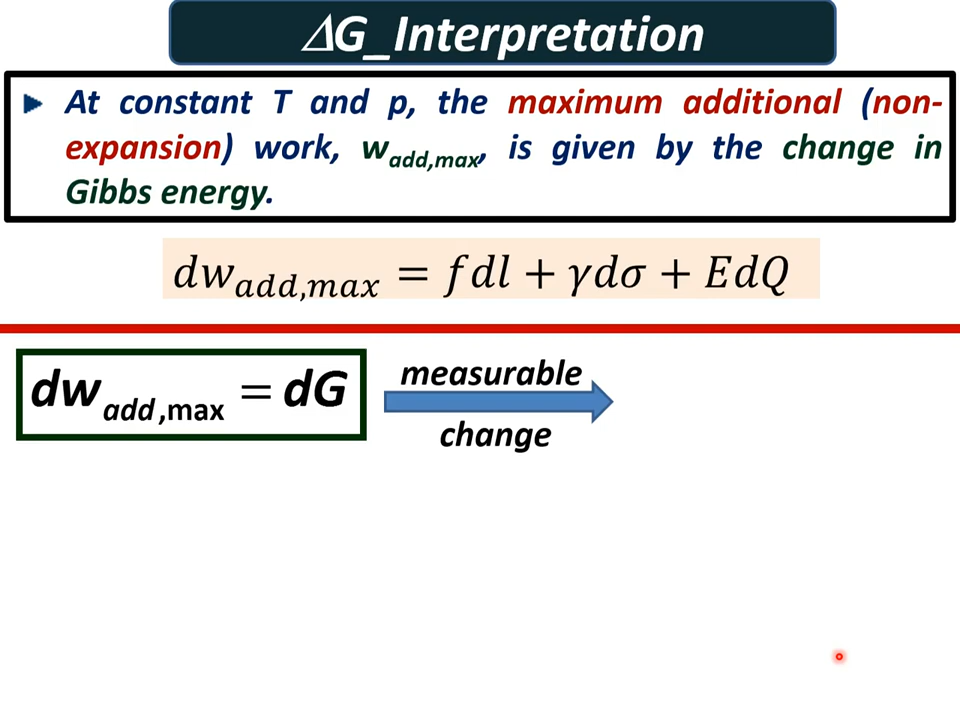 ΔG_Interpretation
At constant T and p, the maximum additional (non-
expansion) work, wadd,max, is given by the change in
Gibbs energy.
dwadd,max = fdl + γdσ + EdQ
dwadd,max = dG
measurable
change